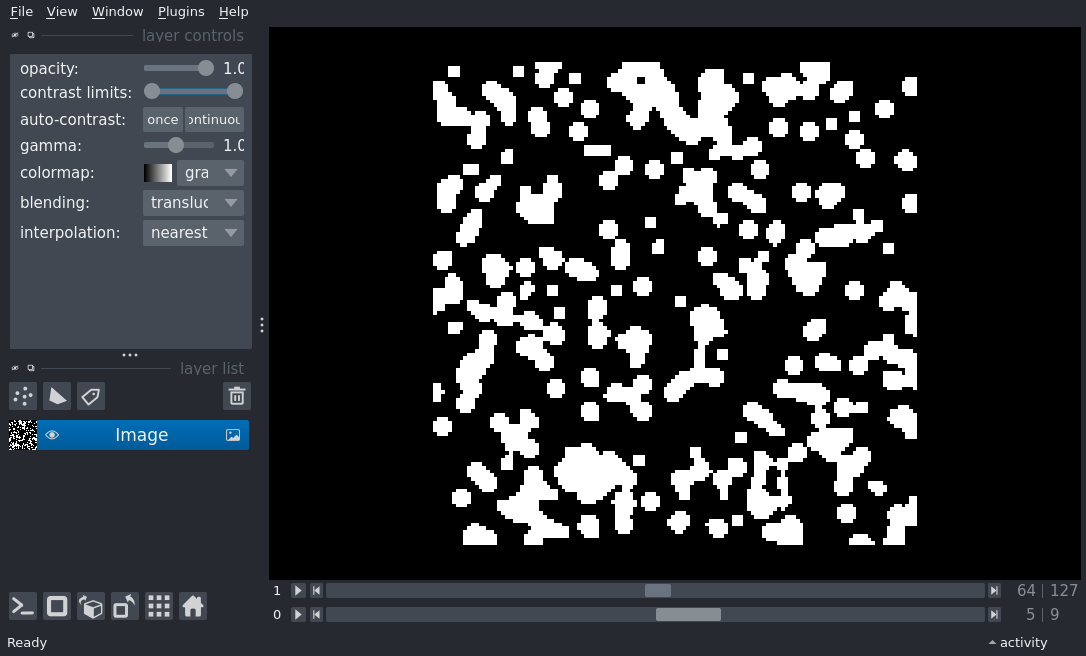 File View Window Plugins Help
layer controls
opacity: 1.0
contrast limits:
auto-contrast: once ontinuou
gamma: 1.0
colormap: gra
blending: transluc
interpolation: nearest
layer list
Image
1 64 127
0 5 9
Ready activity